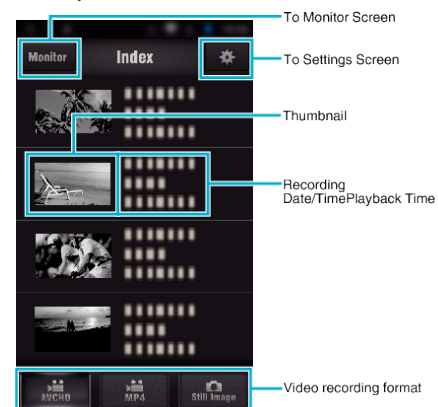 To Monitor Screen
Monitor
Index
To Settings Screen
Thumbnail
Recording
Date/TimePlayback Time
AVCHD
MP4
Still Image
Video recording format